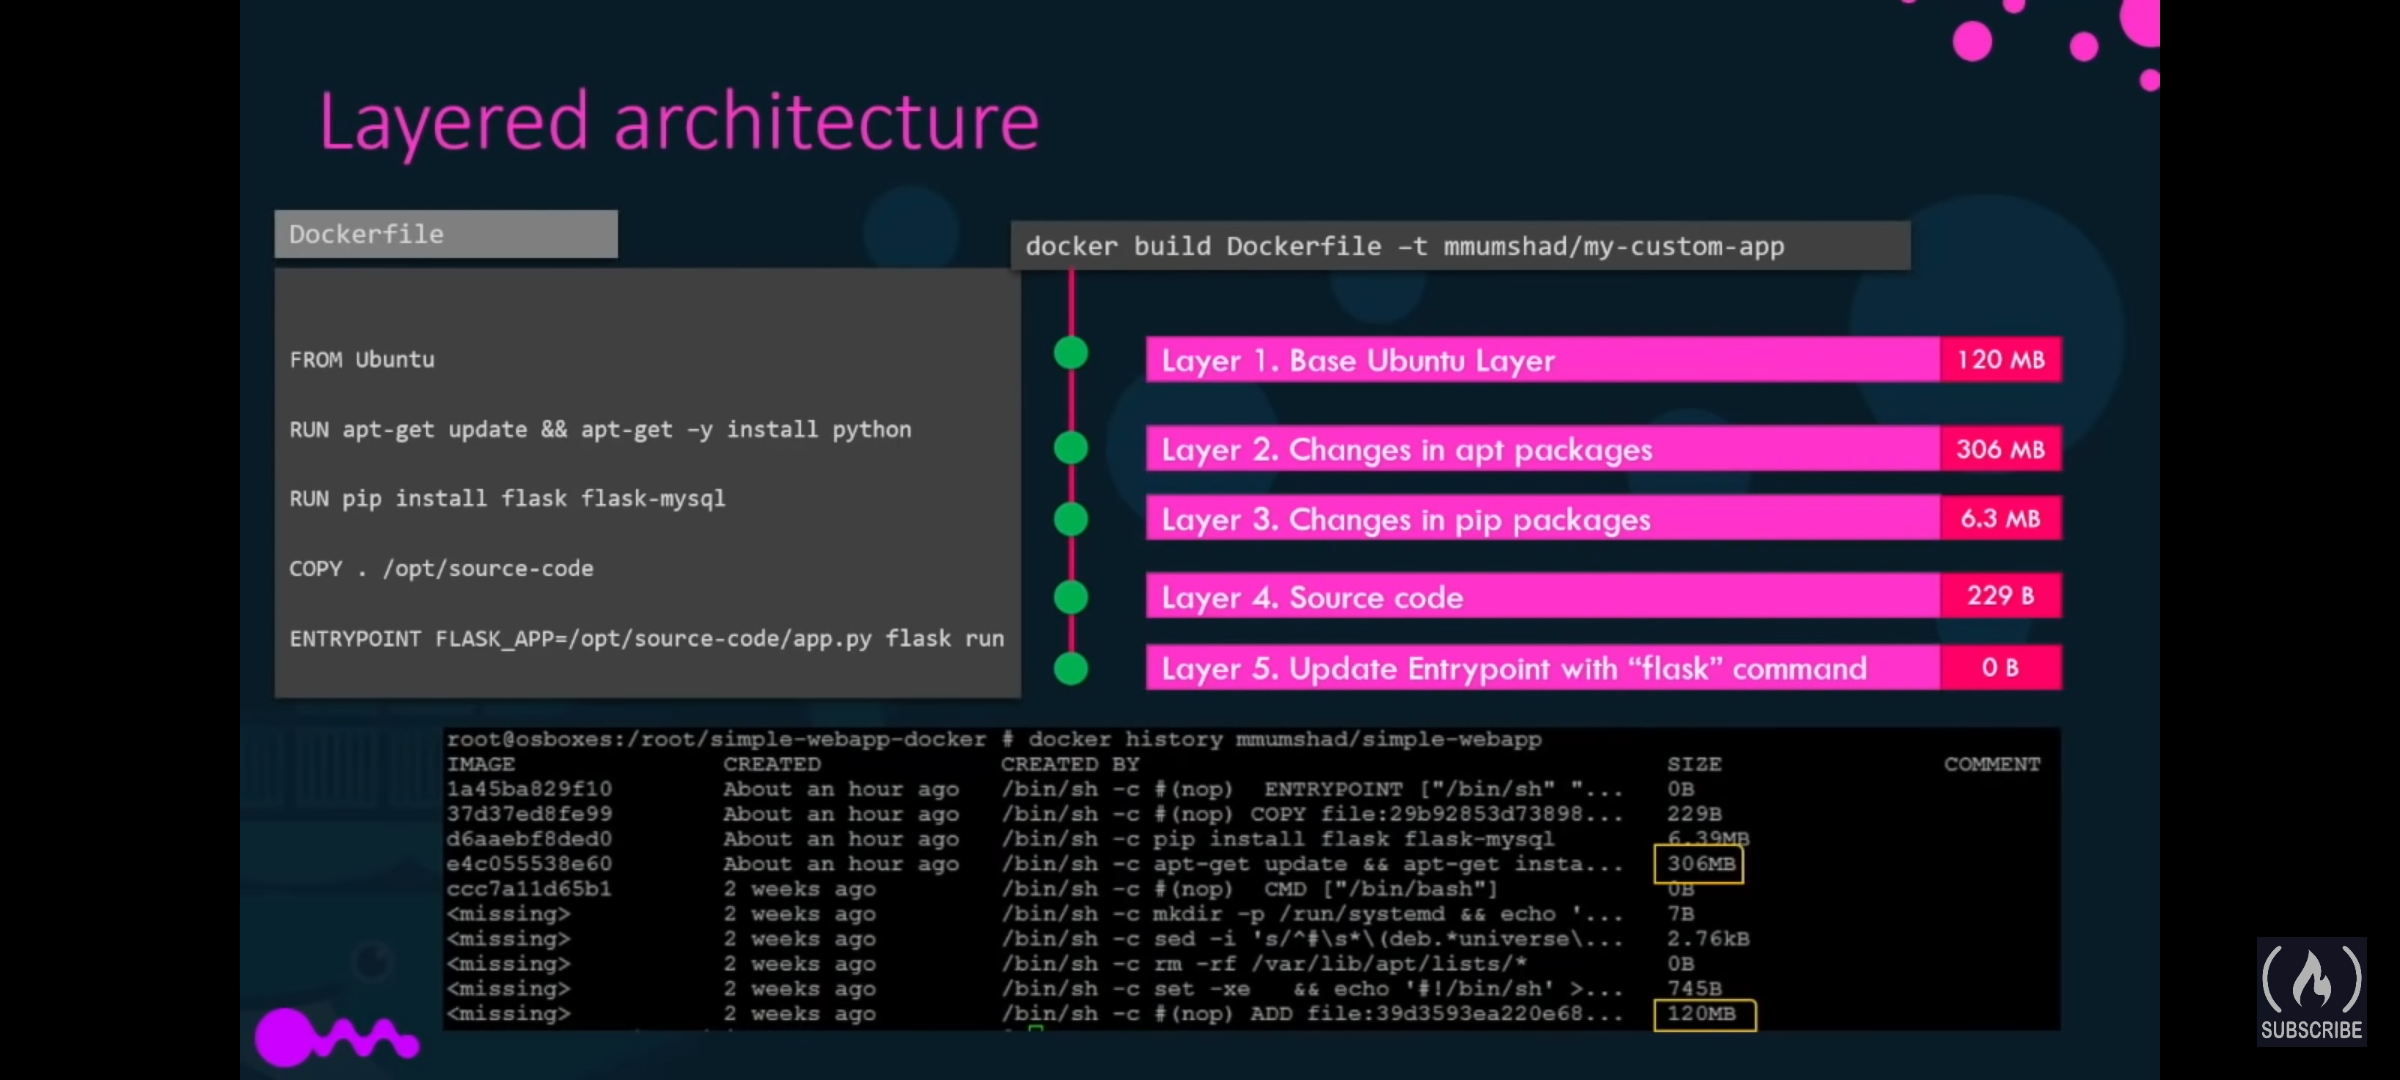 Layered architecture
Dockerfile
FROM Ubuntu
RUN apt-get update && apt-get –y install python
RUN pip install flask flask-mysql
COPY . /opt/source-code
ENTRYPOINT FLASK_APP=/opt/source-code/app.py flask run
docker build Dockerfile –t mmumshad/my-custom-app
Layer 1. Base Ubuntu Layer 120 MB
Layer 2. Changes in apt packages 306 MB
Layer 3. Changes in pip packages 6.3 MB
Layer 4. Source code 229 B
Layer 5. Update Entrypoint with “flask” command 0 B
root@osboxes:/root/simple-webapp-docker # docker history mmumshad/simple-webapp
IMAGE CREATED CREATED BY SIZE COMMENT
1a45ba829f10 About an hour ago /bin/sh -c #(nop) ENTRYPOINT ["/bin/sh" "... 0B
37d37ed8fe99 About an hour ago /bin/sh -c #(nop) COPY file:29b92853d73898... 229B
d6aaebf8ded0 About an hour ago /bin/sh -c pip install flask flask-mysql 6.39MB
e4c055538e60 About an hour ago /bin/sh -c apt-get update && apt-get insta... 306MB
ccc7a11d65b1 2 weeks ago /bin/sh -c #(nop) CMD ["/bin/bash"] 0B
<missing> 2 weeks ago /bin/sh -c mkdir -p /run/systemd && echo '... 7B
<missing> 2 weeks ago /bin/sh -c sed -i 's/^#\s*\(deb.*universe\... 2.76kB
<missing> 2 weeks ago /bin/sh -c rm -rf /var/lib/apt/lists/* 0B
<missing> 2 weeks ago /bin/sh -c set -xe && echo '#!/bin/sh' >... 745B
<missing> 2 weeks ago /bin/sh -c #(nop) ADD file:39d3593ea220e68... 120MB
SUBSCRIBE